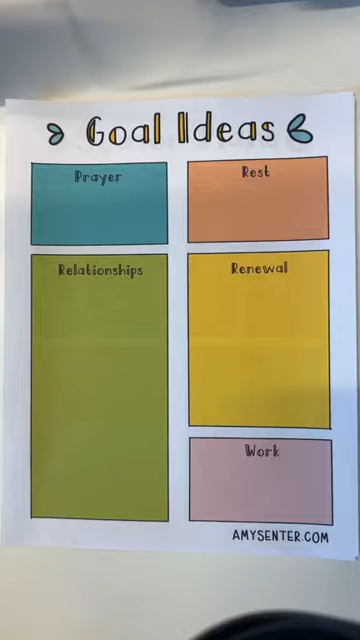 Goal Ideas
Prayer
Rest
Relationships
Renewal
Work
AMYSENTER.COM